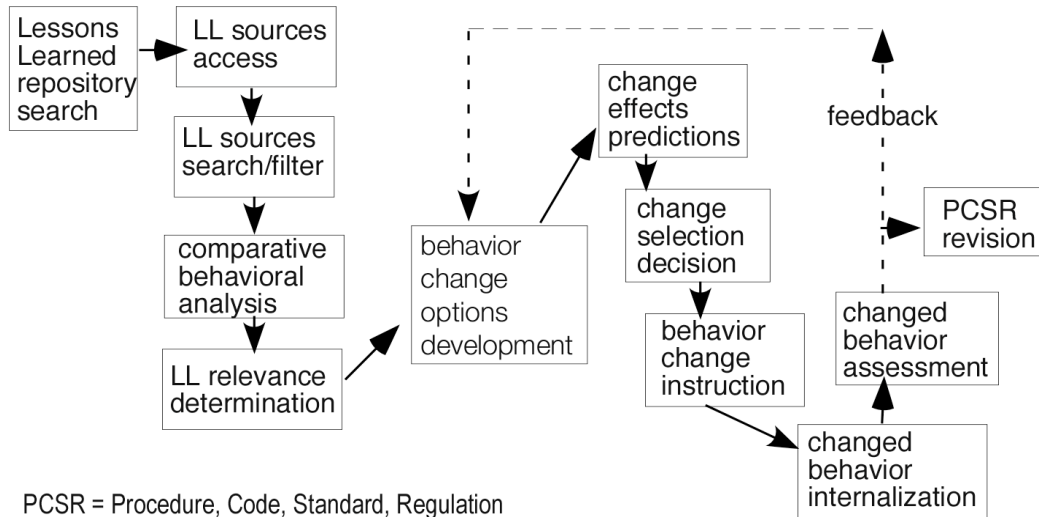 Lessons
Learned
repository
search
LL sources
access
LL sources
search/filter
comparative
behavioral
analysis
LL relevance
determination
behavior
change
options
development
change
effects
predictions
change
selection
decision
behavior
change
instruction
changed
behavior
internalization
changed
behavior
assessment
feedback
PCSR
revision
PCSR = Procedure, Code, Standard, Regulation